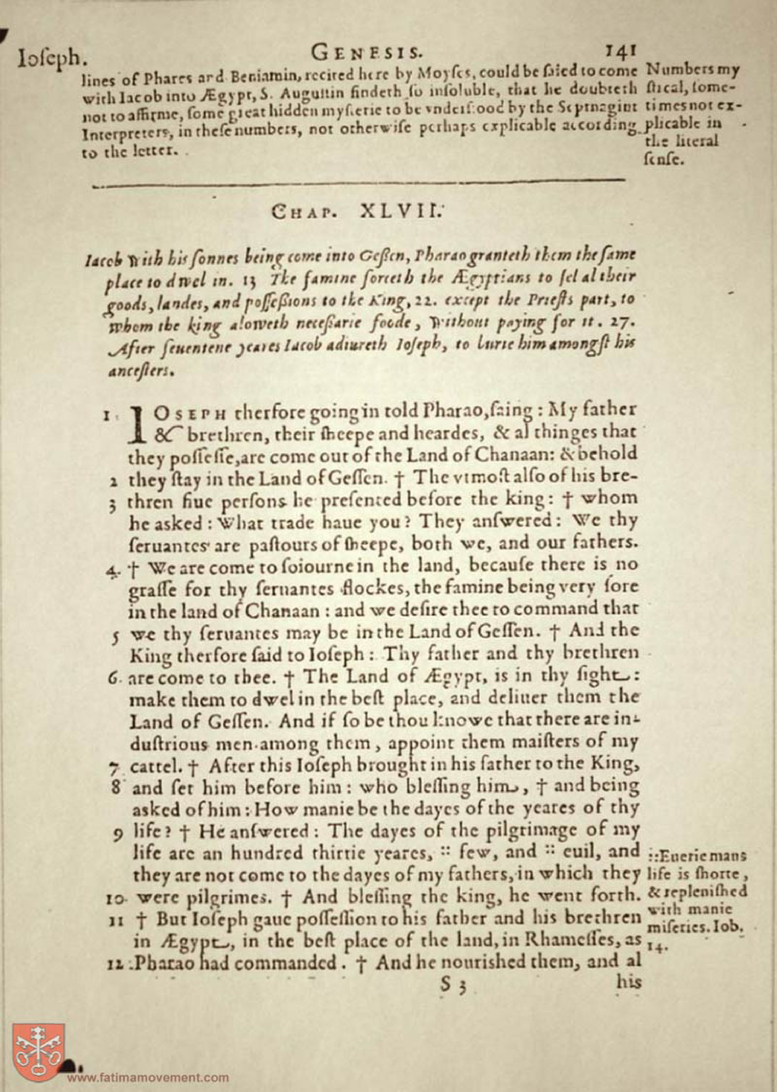 Ioſeph. GENESIS. 141
lines of Phares and Beniamin, recited here by Moyſes, could be ſaied to come
with Iacob into Ægypt, S. Auguſtin findeth ſo inſoluble, that he doubteth
not to affirme, ſome great hidden myſterie to be vnderſtood by the Septuagint
Interpreters, in theſe numbers, not otherwiſe perhaps explicable according
to the letter.
Numbers my
ſtical, ſome-
times not ex-
plicable in
the literal
ſenſe.
CHAP. XLVII.
Iacob with his ſonnes being come into Geſſen, Pharao granteth them the ſame
place to dwel in. 13 The famine forceth the Ægyptians to ſel al their
goods, landes, and poſſeßions to the King, 22. except the Prieſts part, to
whom the king aloweth neceſſarie foode, without paying for it. 27.
After ſeuentene yeares Iacob adiureth Ioſeph, to burie him amongſt his
anceſters.
1. IOSEPH therfore going in told Pharao, ſaing: My father
& brethren, their ſheepe and heardes, & al thinges that
they poſſeſſe, are come out of the Land of Chanaan: & behold
2 they ſtay in the Land of Geſſen. † The vtmoſt alſo of his bre-
3 thren fiue perſons he preſented before the king: † whom
he asked: What trade haue you? They anſwered: We thy
ſeruantes are paſtours of ſheepe, both we, and our fathers.
4. † We are come to ſoiourne in the land, becauſe there is no
graſſe for thy ſeruantes flockes, the famine being very ſore
in the land of Chanaan: and we deſire thee to command that
5 we thy ſeruantes may be in the Land of Geſſen. † And the
King therfore ſaid to Ioſeph: Thy father and thy brethren
6. are come to thee. † The Land of Ægypt, is in thy ſight:
make them to dwel in the beſt place, and deliuer them the
Land of Geſſen. And if ſo be thou knowe that there are in-
duſtrious men among them, appoint them maiſters of my
7 cattel. † After this Ioſeph brought in his father to the King,
8 and ſet him before him: who bleſſing him, † and being
asked of him: How manie be the dayes of the yeares of thy
9 life? † He anſwered: The dayes of the pilgrimage of my
life are an hundred thirtie yeares, :: few, and :: euil, and
they are not come to the dayes of my fathers, in which they
10. were pilgrimes. † And bleſſing the king, he went forth.
11 † But Ioſeph gaue poſſeſſion to his father and his brethren
in Ægypt, in the beſt place of the land, in Rhameſſes, as
12 Pharao had commanded. † And he nouriſhed them, and al
::Euerie mans
life is ſhorte,
& repleniſhed
with manie
miſeries. Iob.
14.
S 3 his
www.fatimamovement.com